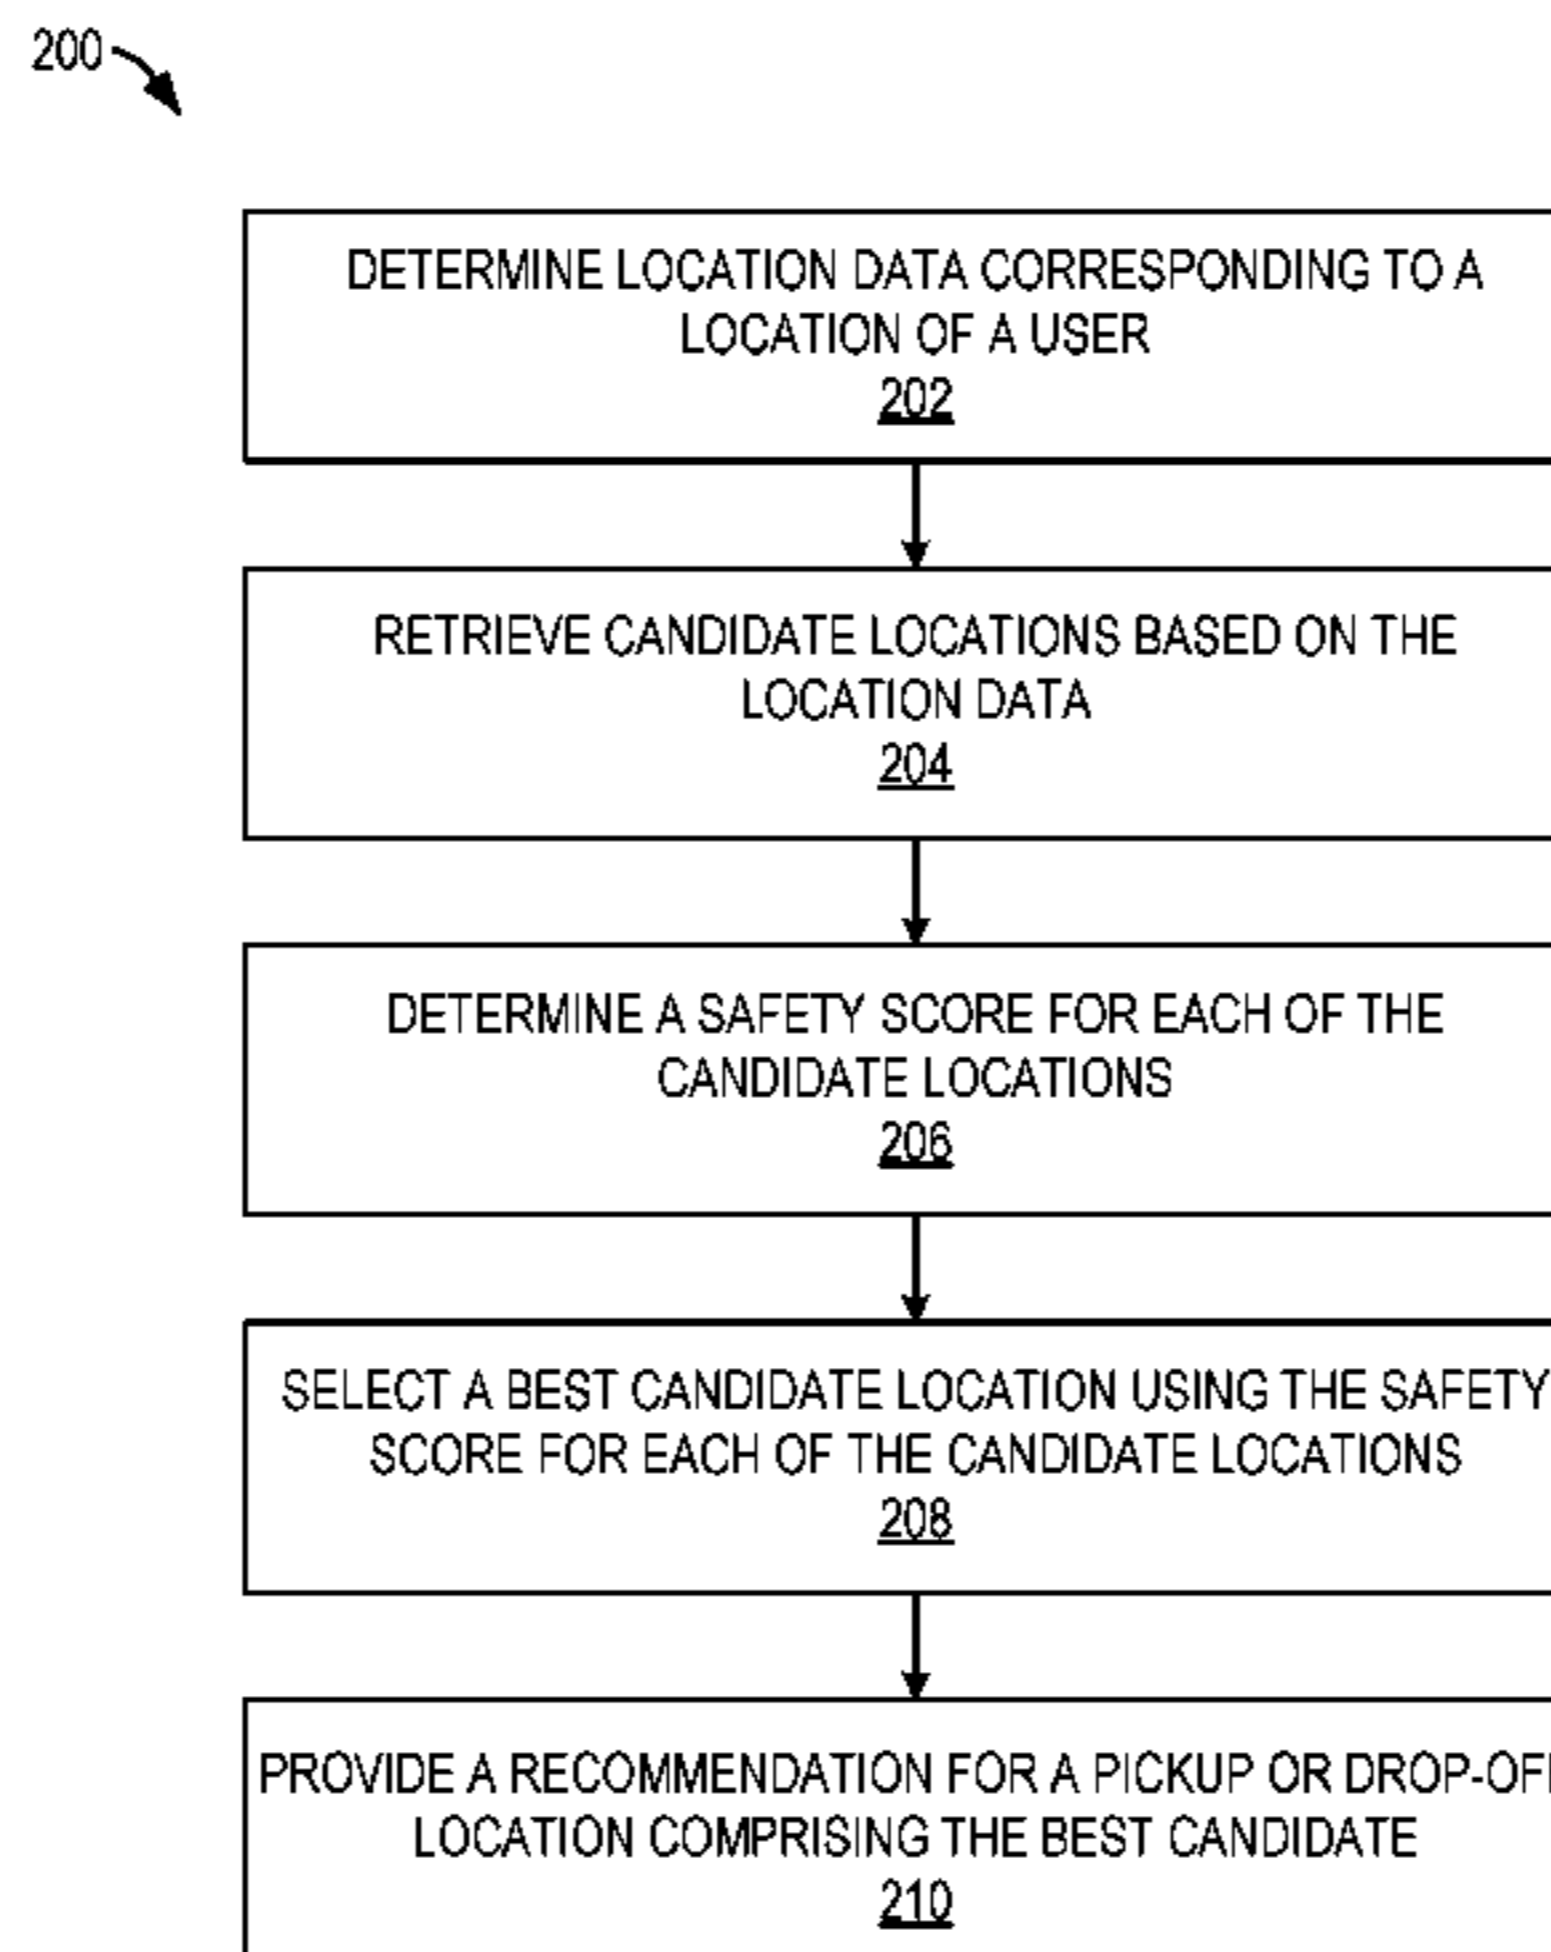 200
DETERMINE LOCATION DATA CORRESPONDING TO A
LOCATION OF A USER
202
RETRIEVE CANDIDATE LOCATIONS BASED ON THE
LOCATION DATA
204
DETERMINE A SAFETY SCORE FOR EACH OF THE
CANDIDATE LOCATIONS
206
SELECT A BEST CANDIDATE LOCATION USING THE SAFETY
SCORE FOR EACH OF THE CANDIDATE LOCATIONS
208
PROVIDE A RECOMMENDATION FOR A PICKUP OR DROP-OF
LOCATION COMPRISING THE BEST CANDIDATE
210